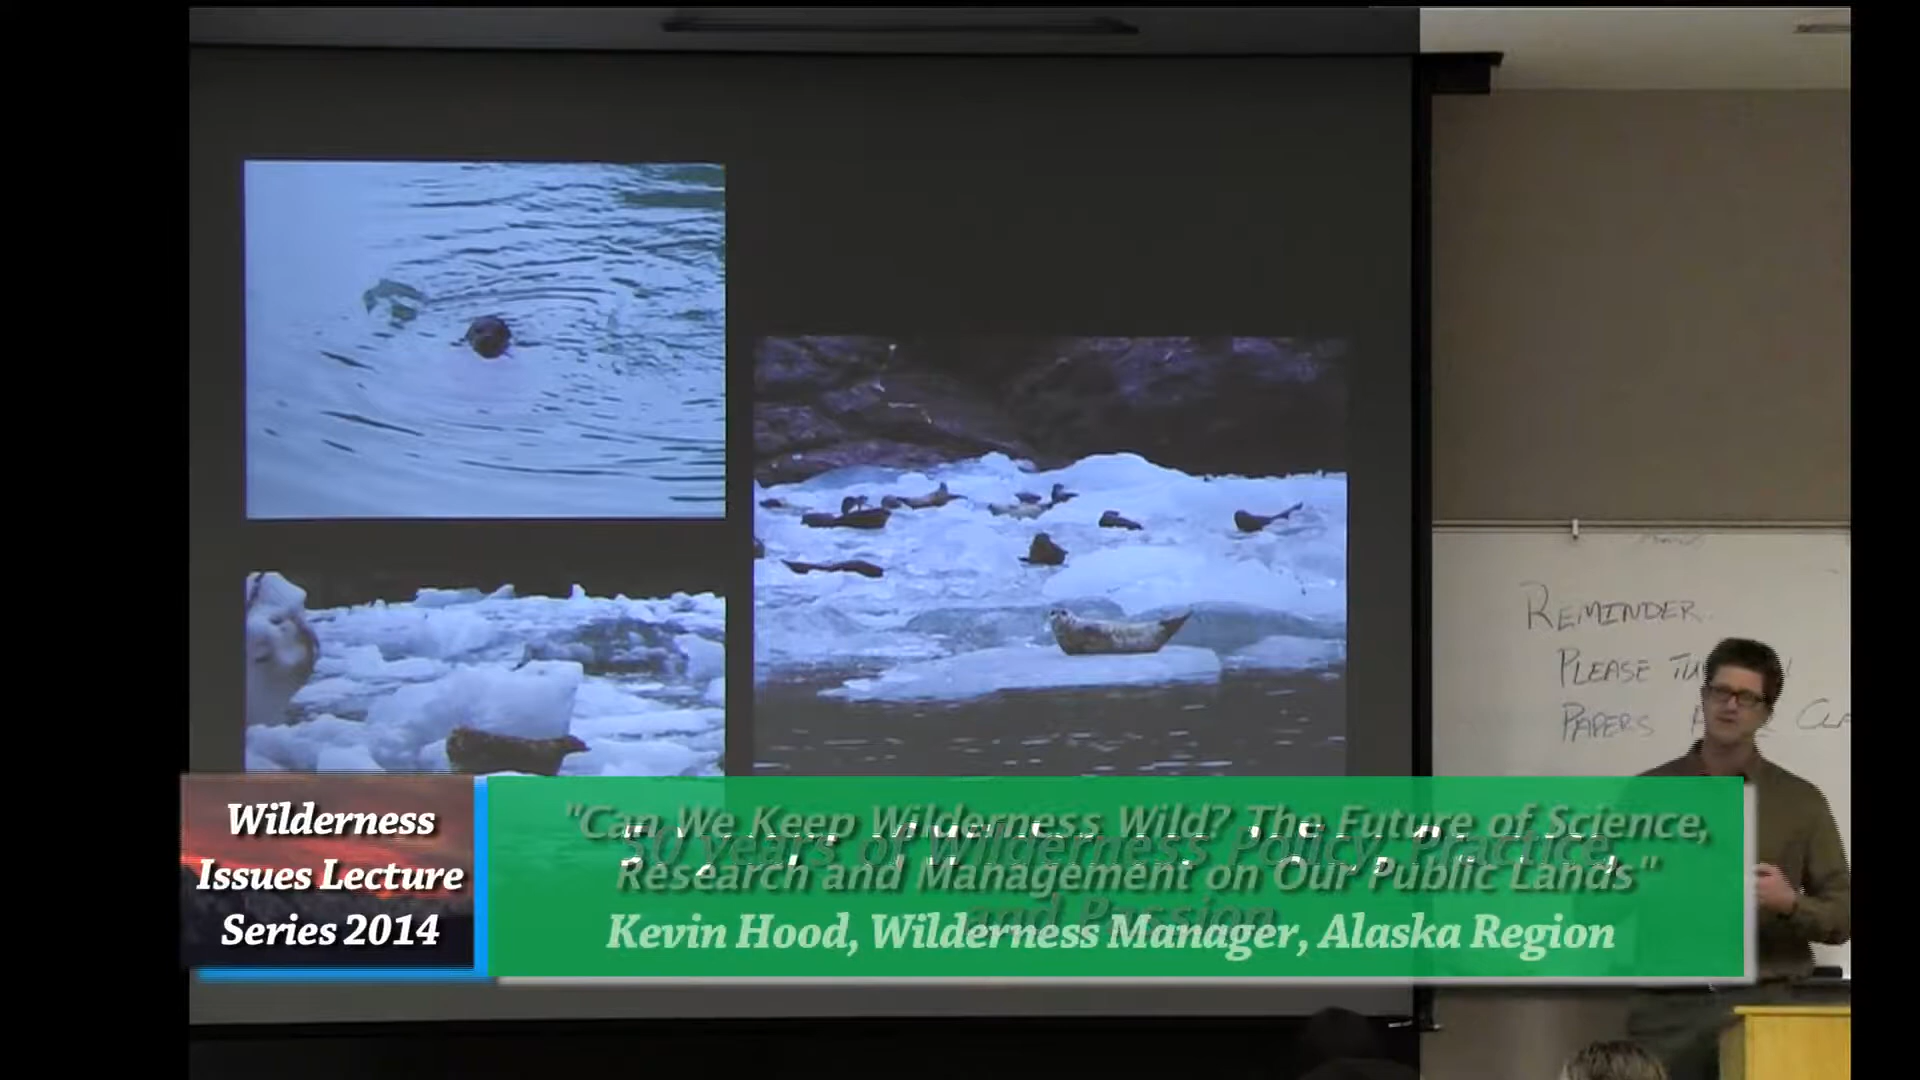 REMINDER
PLEASE
PAPERS
Wilderness
Issues Lecture
Series 2014
"Can We Keep Wilderness Wild? The Future of Science,
50 years of Wilderness Policy, Practice,
Research and Management on Our Public Lands"
and Passion
Kevin Hood, Wilderness Manager, Alaska Region